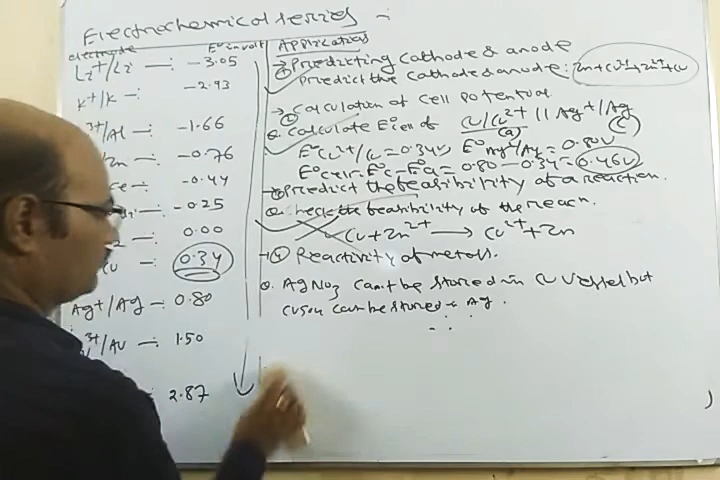 Electrochemical series :-
electrode E° in volt
Li+/Li —: -3.05
K+/K —: -2.93
3+/Al —: -1.66
/Zn —: -0.76
-0.44
-0.25
0.00
Cu —: 0.34
Ag+/Ag — 0.80
3+/Au —: 1.50
2.87
Applications
→ ① Predicting cathode & anode
Predict the cathode & anode: Zn+Cu2+→Zn2++Cu
→ ② Calculation of cell potential
Q. Calculate E°cell of Cu/Cu2+ || Ag+/Ag
(a) (c)
E°Cu2+/Cu = 0.34V, E°Ag+/Ag = 0.80V
E°cell = E°c - E°a = 0.80 - 0.34 = 0.46V
→ ③ Predict the feasibility of a reaction.
Q. Check the feasibility of the reacn.
Cu + Zn2+ → Cu2+ + Zn
→ ④ Reactivity of metals.
Q. AgNO3 can't be stored in Cu vessel but
CuSO4 can be stored in Ag.